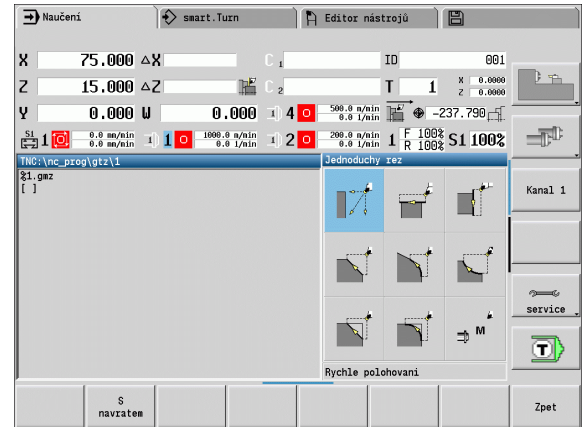 Naučení
smart.Turn
Editor nástrojů
X 75.000 ΔX C 1 ID 001
Z 15.000 ΔZ C 2 T 1 X 0.0000
Z 0.0000
Y 0.000 W 0.000 4 500.0 m/min
0.0 1/min
-237.790
S1 1 0.0 mm/min
0.0 mm/min
1 1000.0 m/min
0.0 1/min
2 200.0 m/min
0.0 1/min
1 F 100%
R 100%
S1 100%
TNC:\nc_prog\gtz\1
Jednoduchy rez
%1.gmz
[ ]
Kanal 1
M
service
T
Rychle polohovani
S
navratem
Zpet